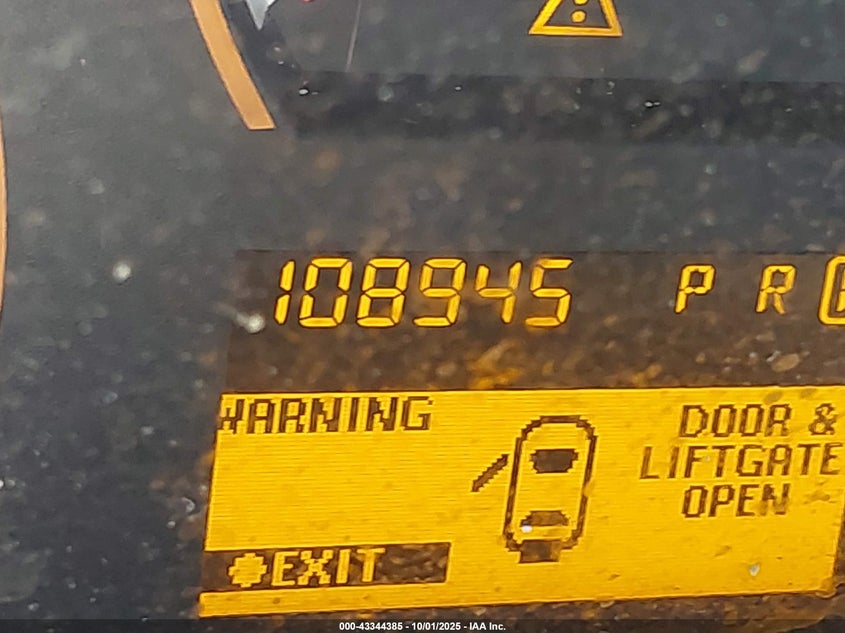 108945 P R
WARNING
DOOR &
LIFTGATE
OPEN
EXIT
000-43344385 - 10/01/2025 - IAA Inc.